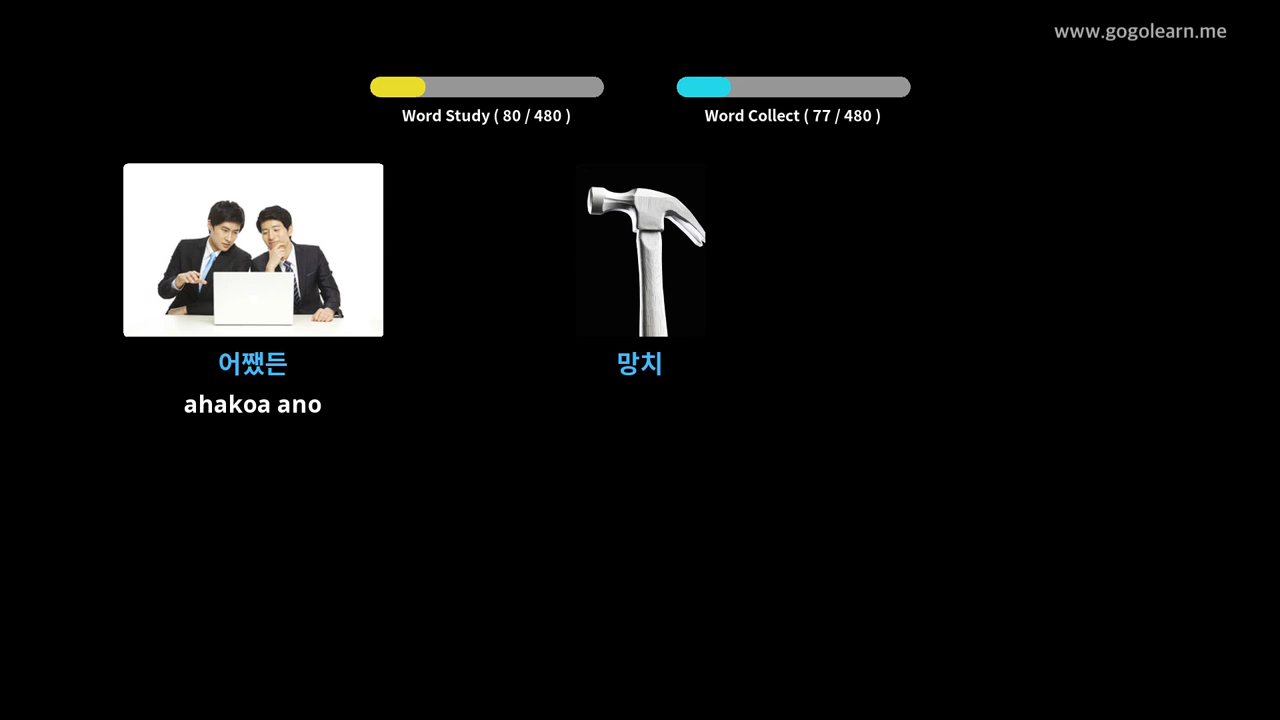 www.gogolearn.me
Word Study ( 80 / 480 )
Word Collect ( 77 / 480 )
어쨌든
ahakoa ano
망치